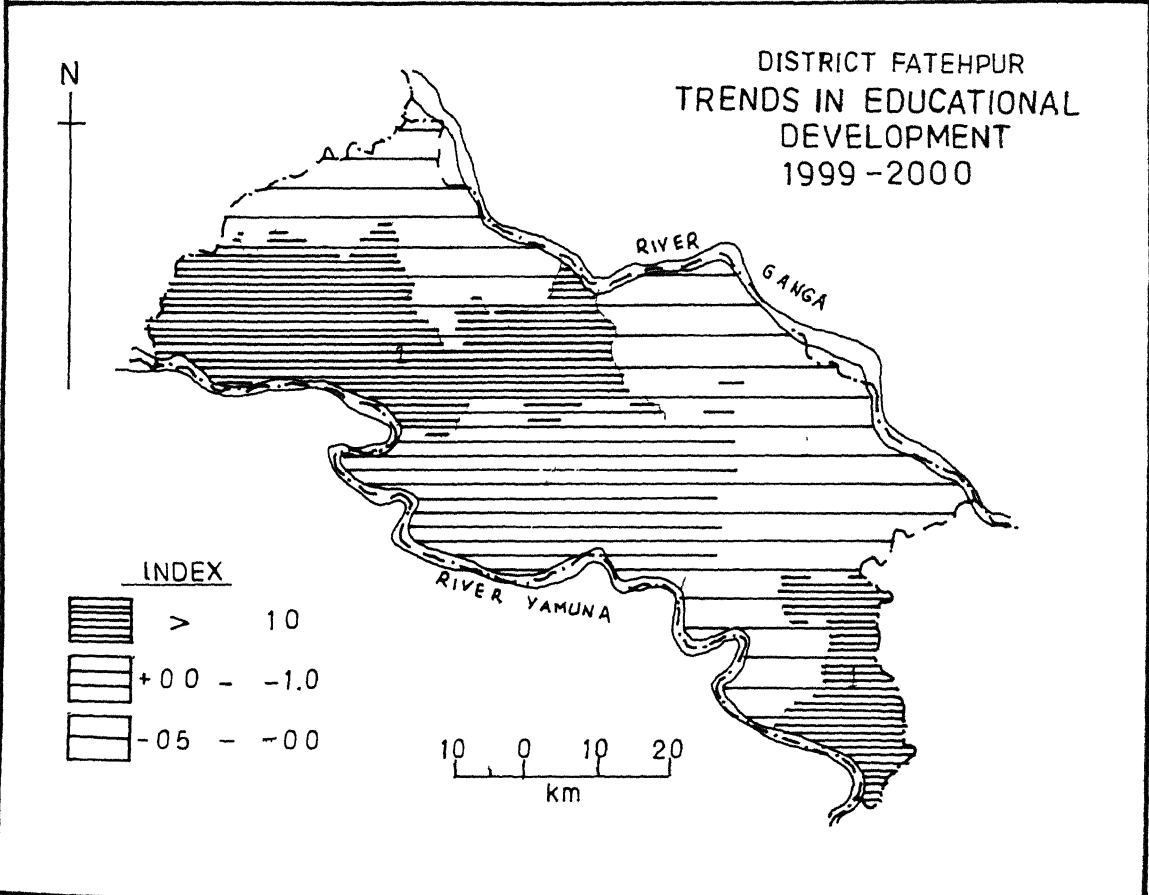 N
DISTRICT FATEHPUR
TRENDS IN EDUCATIONAL
DEVELOPMENT
1999-2000
RIVER GANGA
RIVER YAMUNA
INDEX
> 10
+00 - -1.0
-05 - -00
10 0 10 20
km